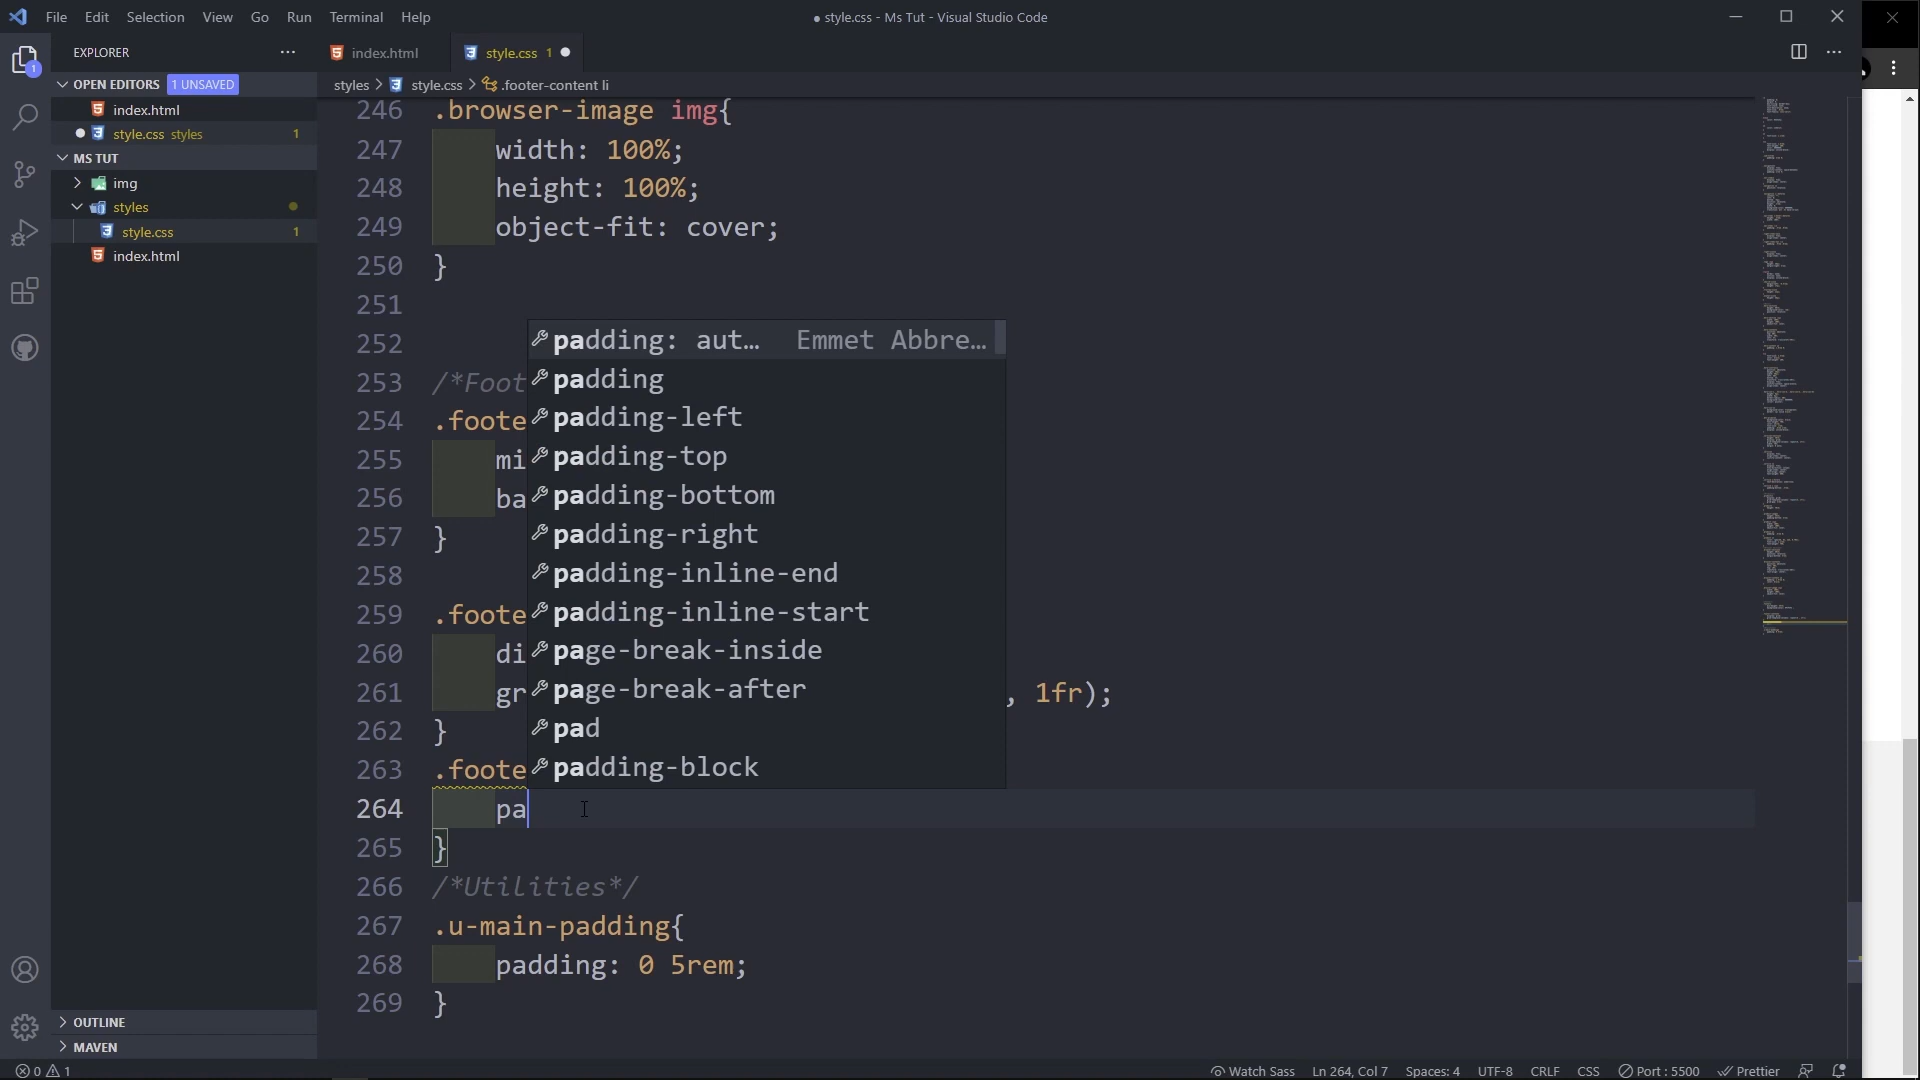 File Edit Selection View Go Run Terminal Help
● style.css - Ms Tut - Visual Studio Code
EXPLORER
OPEN EDITORS 1 UNSAVED
index.html
style.css styles 1
MS TUT
img
styles
style.css 1
index.html
OUTLINE
MAVEN
index.html style.css 1
styles > style.css > .footer-content li
246 .browser-image img{
247 width: 100%;
248 height: 100%;
249 object-fit: cover;
250 }
251
252
253 /*Foot
254 .foote
255 mi
256 ba
257 }
258
259 .foote
260 di
261 gr , 1fr);
262 }
263 .foote
264 pa
265 }
266 /*Utilities*/
267 .u-main-padding{
268 padding: 0 5rem;
269 }
padding: aut… Emmet Abbre…
padding
padding-left
padding-top
padding-bottom
padding-right
padding-inline-end
padding-inline-start
page-break-inside
page-break-after
pad
padding-block
1
0 1 Watch Sass Ln 264, Col 7 Spaces: 4 UTF-8 CRLF CSS Port : 5500 Prettier